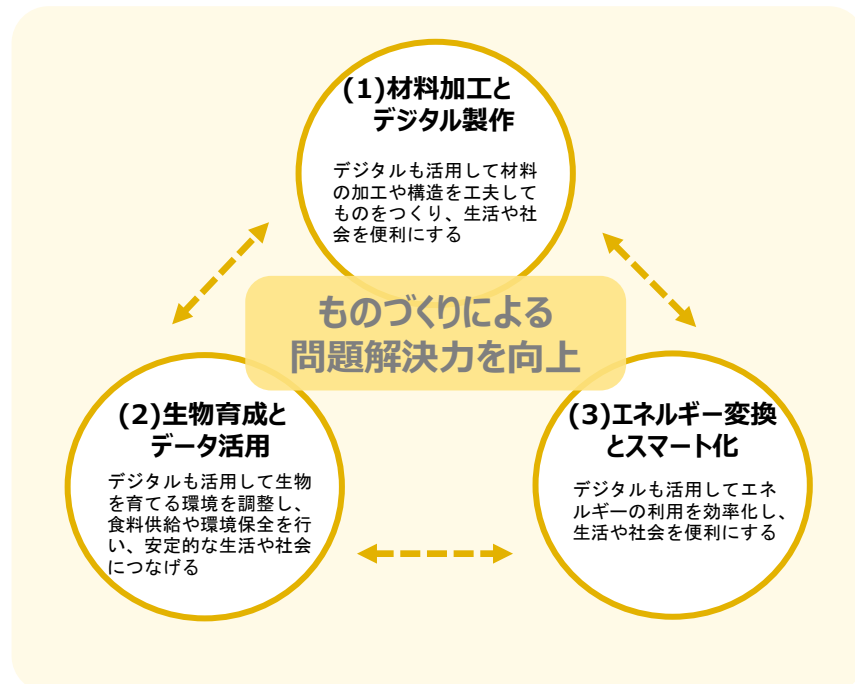 (1)材料加工と
デジタル製作
デジタルも活用して材料
の加工や構造を工夫して
ものをつくり、生活や社
会を便利にする
ものづくりによる
問題解決力を向上
(2)生物育成と
データ活用
デジタルも活用して生物
を育てる環境を調整し、
食料供給や環境保全を行
い、安定的な生活や社会
につなげる
(3)エネルギー変換
とスマート化
デジタルも活用してエネ
ルギーの利用を効率化し、
生活や社会を便利にする